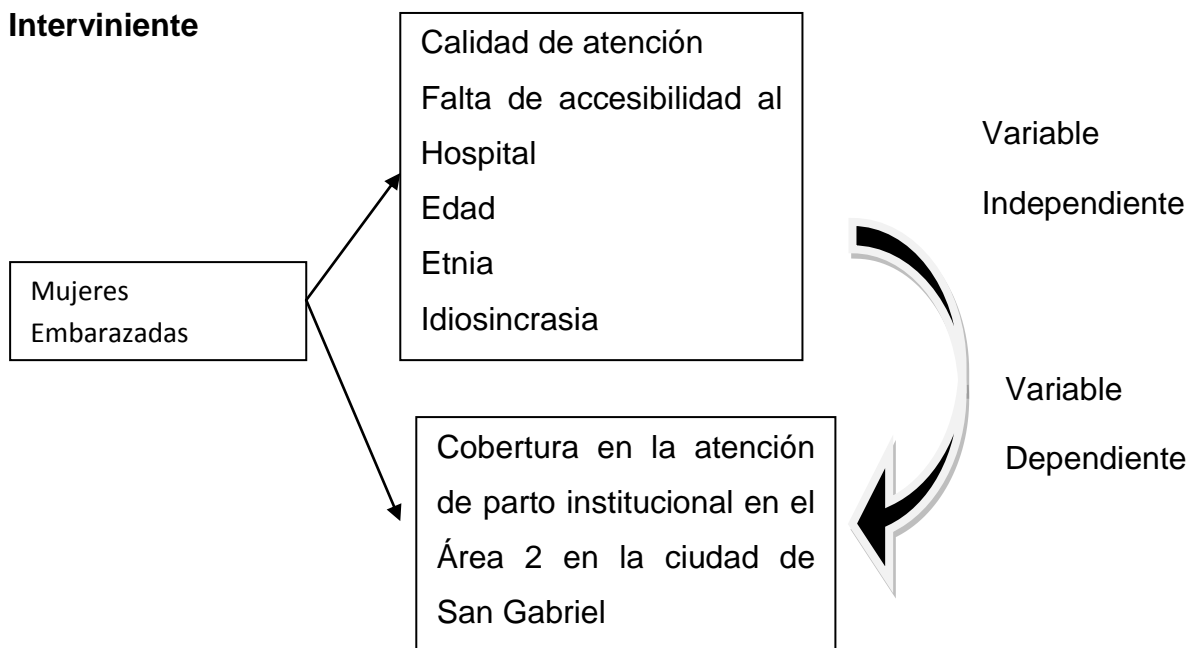 Interviniente
Calidad de atención
Falta de accesibilidad al
Hospital
Edad
Etnia
Idiosincrasia
Variable
Independiente
Mujeres
Embarazadas
Variable
Dependiente
Cobertura en la atención
de parto institucional en el
Área 2 en la ciudad de
San Gabriel